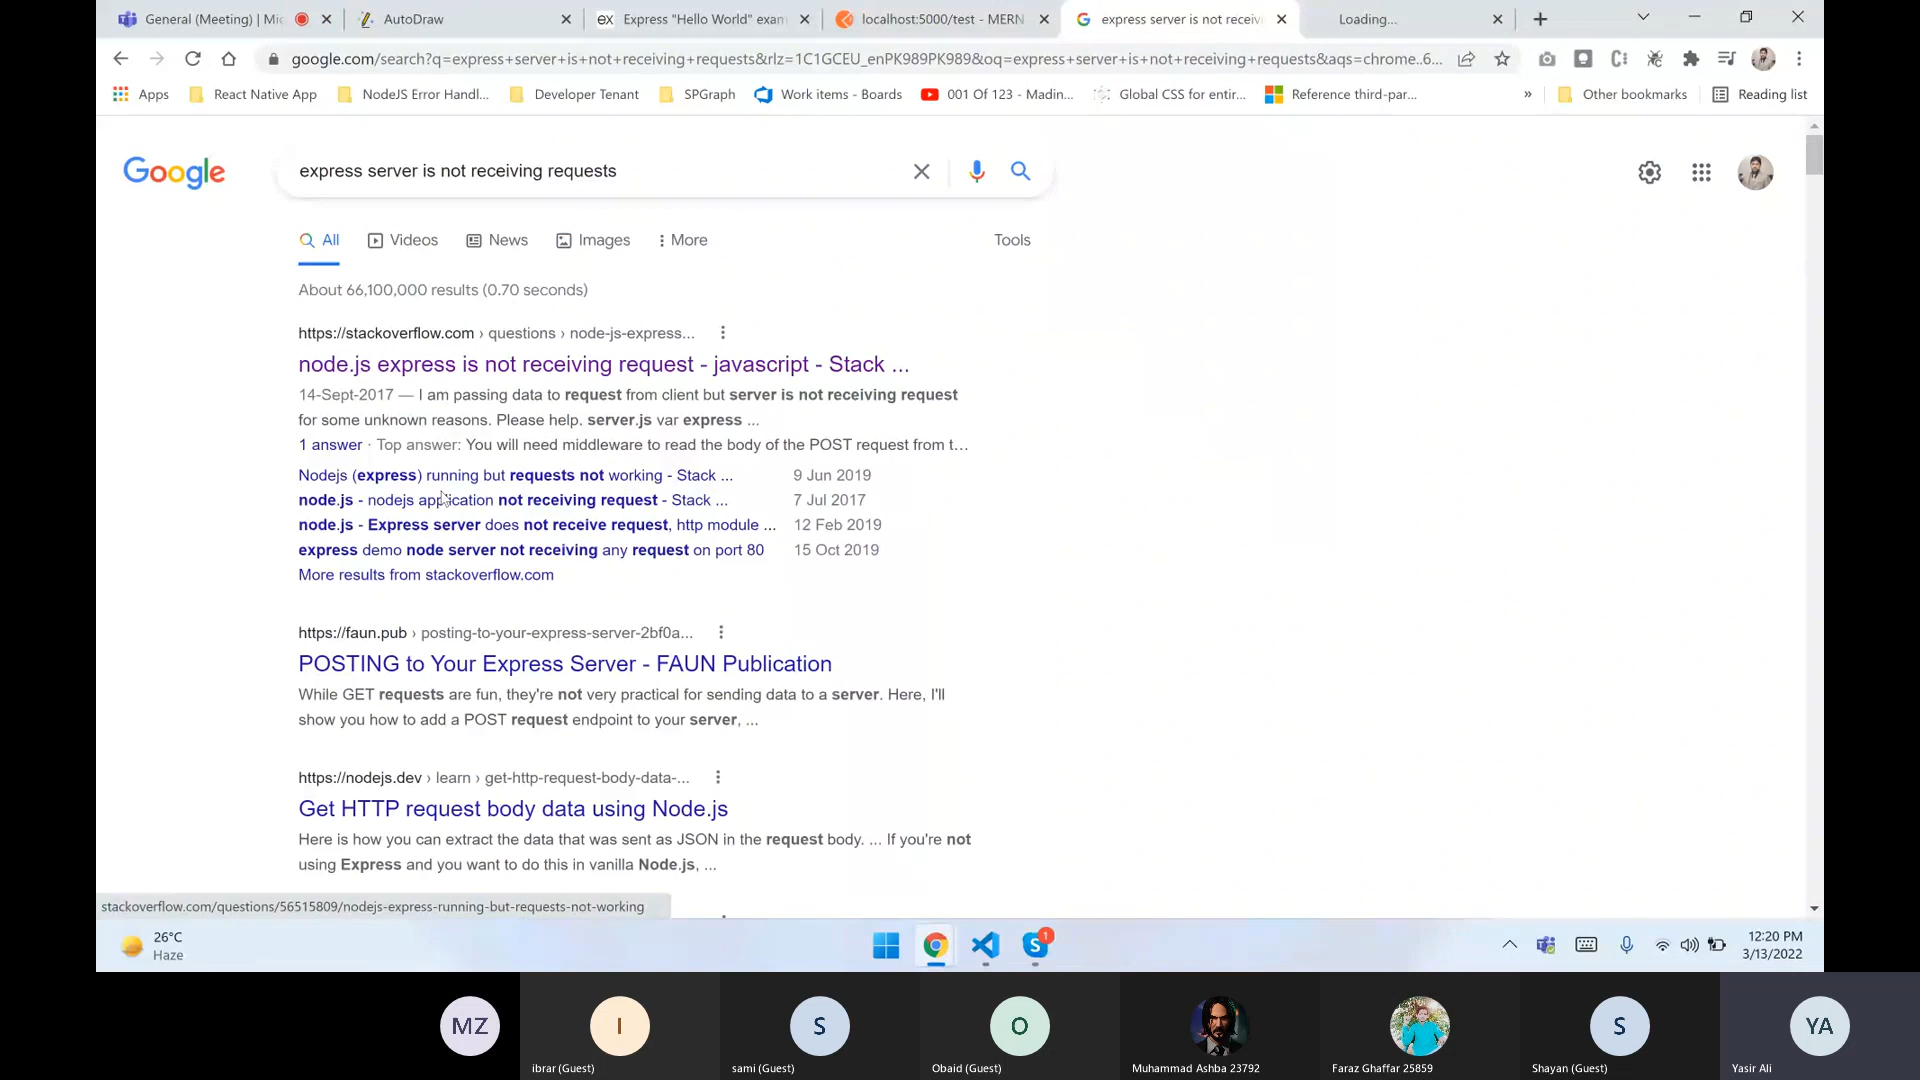 General (Meeting) | Mic
AutoDraw
ex Express "Hello World" exam
localhost:5000/test - MERN
express server is not receivi
Loading...
google.com/search?q=express+server+is+not+receiving+requests&rlz=1C1GCEU_enPK989PK989&oq=express+server+is+not+receiving+requests&aqs=chrome..6...
Apps
React Native App
NodeJS Error Handl...
Developer Tenant
SPGraph
Work items - Boards
001 Of 123 - Madin...
Global CSS for entir...
Reference third-par...
»
Other bookmarks
Reading list
Google
express server is not receiving requests
All
Videos
News
Images
More
Tools
About 66,100,000 results (0.70 seconds)
https://stackoverflow.com › questions › node-js-express...
node.js express is not receiving request - javascript - Stack ...
14-Sept-2017 — I am passing data to request from client but server is not receiving request
for some unknown reasons. Please help. server.js var express ...
1 answer · Top answer: You will need middleware to read the body of the POST request from t...
Nodejs (express) running but requests not working - Stack ... 9 Jun 2019
node.js - nodejs application not receiving request - Stack ... 7 Jul 2017
node.js - Express server does not receive request, http module ... 12 Feb 2019
express demo node server not receiving any request on port 80 15 Oct 2019
More results from stackoverflow.com
https://faun.pub › posting-to-your-express-server-2bf0a...
POSTING to Your Express Server - FAUN Publication
While GET requests are fun, they're not very practical for sending data to a server. Here, I'll
show you how to add a POST request endpoint to your server, ...
https://nodejs.dev › learn › get-http-request-body-data-...
Get HTTP request body data using Node.js
Here is how you can extract the data that was sent as JSON in the request body. ... If you're not
using Express and you want to do this in vanilla Node.js, ...
stackoverflow.com/questions/56515809/nodejs-express-running-but-requests-not-working
26°C
Haze
S 1
12:20 PM
3/13/2022
MZ
I
S
O
S
YA
ibrar (Guest)
sami (Guest)
Obaid (Guest)
Muhammad Ashba 23792
Faraz Ghaffar 25859
Shayan (Guest)
Yasir Ali